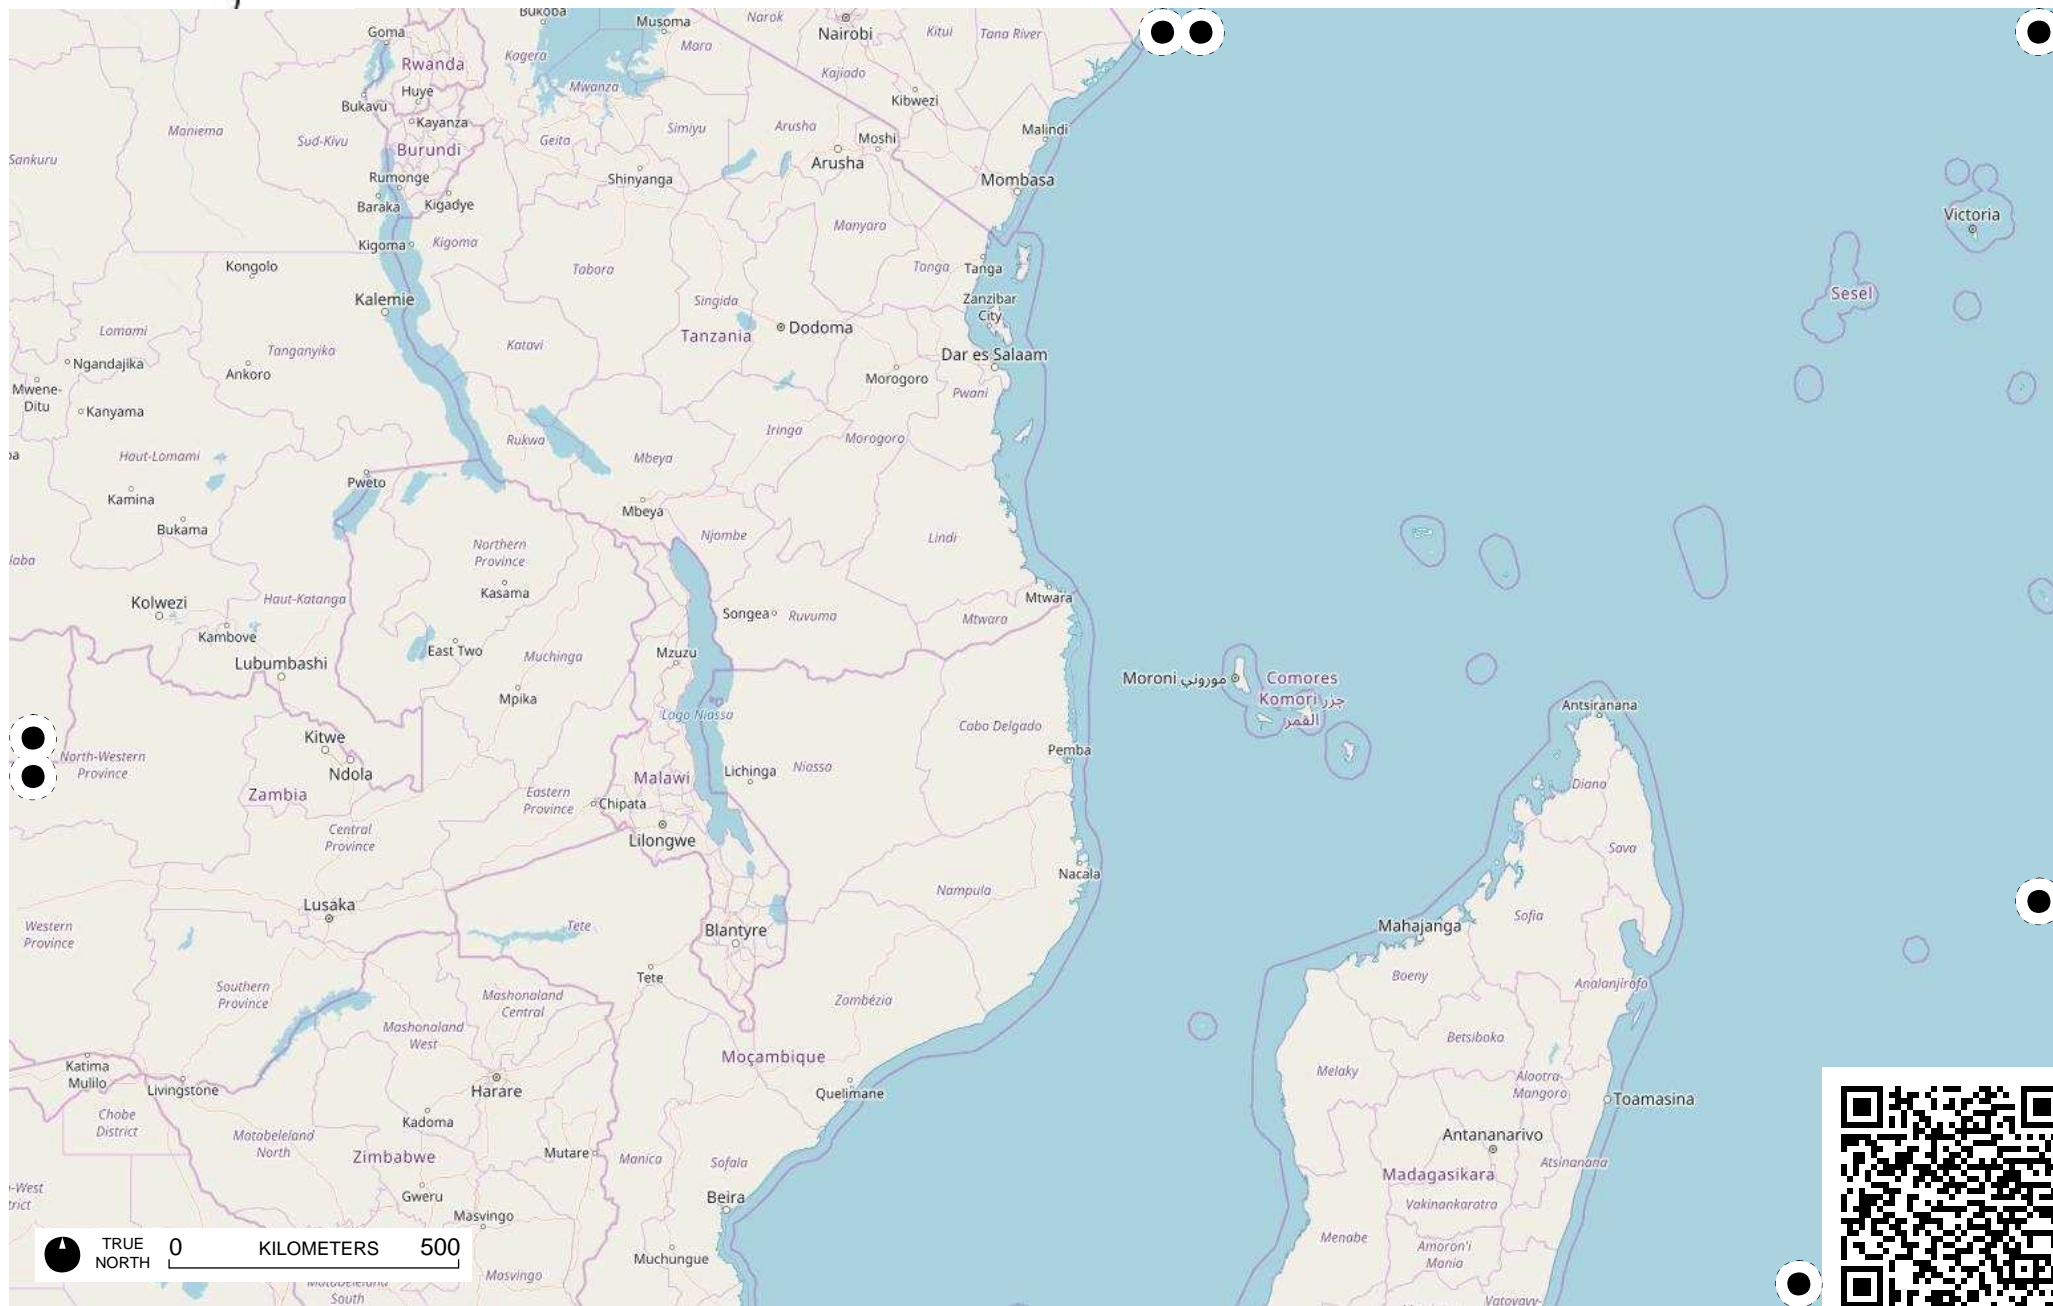 Goma
Bukoba
Musoma
Narok
Nairobi
Kitui
Tana River
Rwanda
Kagera
Mara
Kajiado
Huye
Mwanza
Bukavu
Kibwezi
Kayanza
Maniema
Sud-Kivu
Geita
Simiyu
Arusha
Moshi
Malindi
Burundi
Sankuru
Arusha
Rumonge
Shinyanga
Mombasa
Baraka
Kigadye
Victoria
Manyara
Kigoma
Kigoma
Kongolo
Tabora
Tanga
Tanga
Kalemie
Singida
Zanzibar
City
Sesel
Lomami
Tanzania
Dodoma
Tanganyika
Katavi
Dar es Salaam
Ngandajika
Ankoro
Morogoro
Pwani
Mwene-
Ditu
Kanyama
Rukwa
Iringa
Morogoro
Haut-Lomami
Mbeya
Pweto
Kamina
Mbeya
Bukama
Njombe
Lindi
Northern
Province
Kasama
Kolwezi
Haut-Katanga
Mtwara
Songea
Ruvuma
Mtwara
Kambove
East Two
Muchinga
Mzuzu
Lubumbashi
Mpika
Moroni موروني
Comores
Komori جزر
القمر
Lago Niassa
Cabo Delgado
Antsiranana
Kitwe
Pemba
North-Western
Province
Ndola
Malawi
Lichinga
Niassa
Diana
Zambia
Eastern
Province
Chipata
Central
Province
Lilongwe
Sava
Nacala
Nampula
Lusaka
Sofia
Western
Province
Tete
Blantyre
Mahajanga
Tete
Boeny
Analanjirofo
Southern
Province
Mashonaland
Central
Zambézia
Mashonaland
West
Betsiboka
Moçambique
Katima
Mulilo
Livingstone
Harare
Quelimane
Melaky
Alaotra-
Mangoro
Toamasina
Chobe
District
Kadoma
Matabeleland
North
Antananarivo
Zimbabwe
Mutare
Manica
Sofala
Atsinanana
Madagasikara
Gweru
Beira
Vakinankaratra
Masvingo
Menabe
Amoron'i
Mania
Muchungue
TRUE
NORTH
0 KILOMETERS 500
Masvingo
Matabeleland
South
Vatovavy-